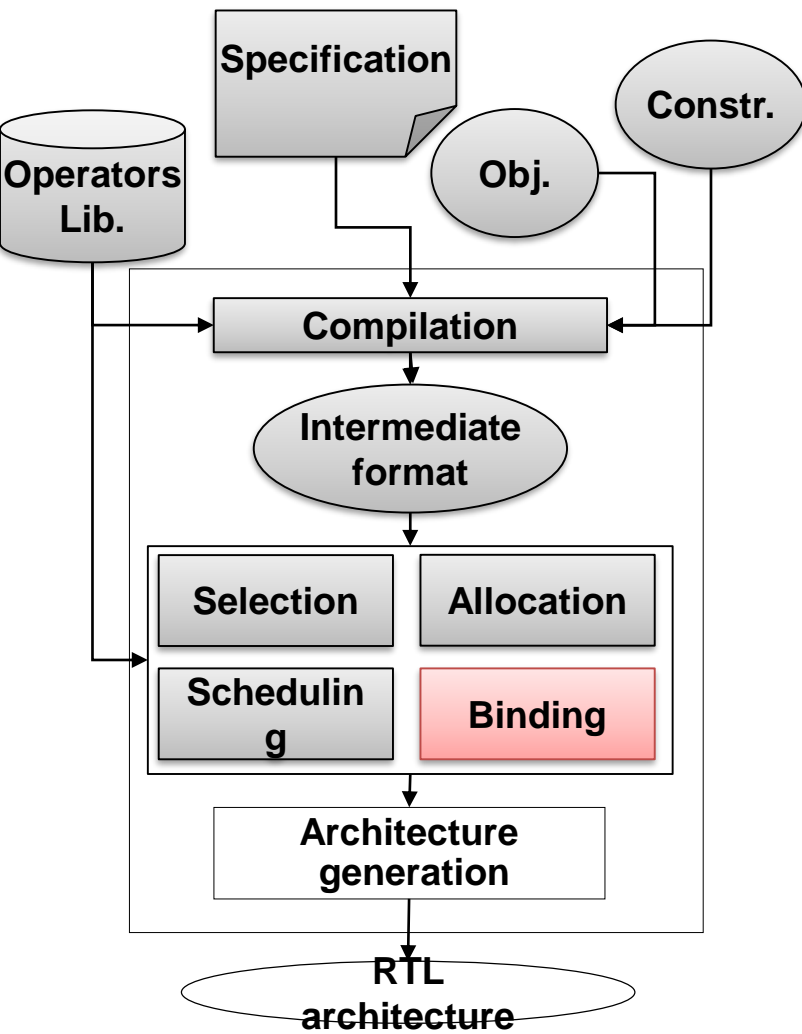 Specification
Constr.
Operators
Lib.
Obj.
Compilation
Intermediate
format
Selection
Allocation
Schedulin
g
Binding
Architecture
generation
RTL
architecture